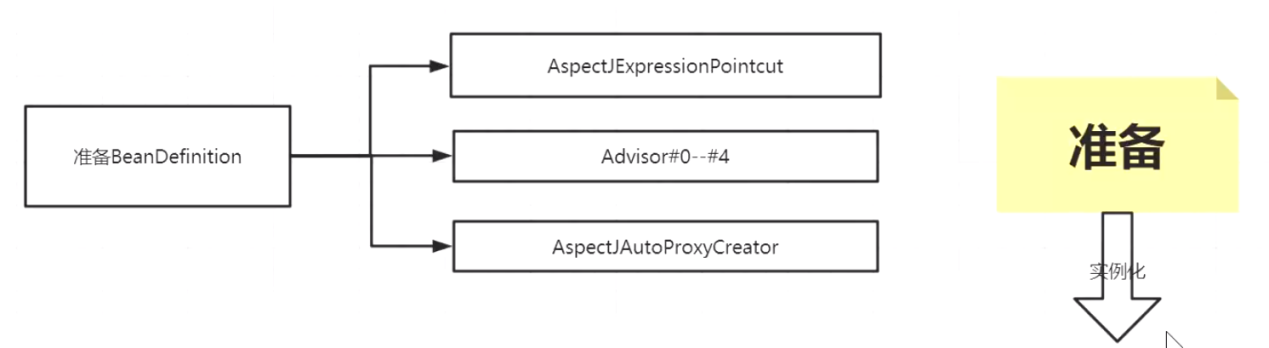 准备BeanDefinition
AspectJExpressionPointcut
Advisor#0--#4
AspectJAutoProxyCreator
准备
实例化